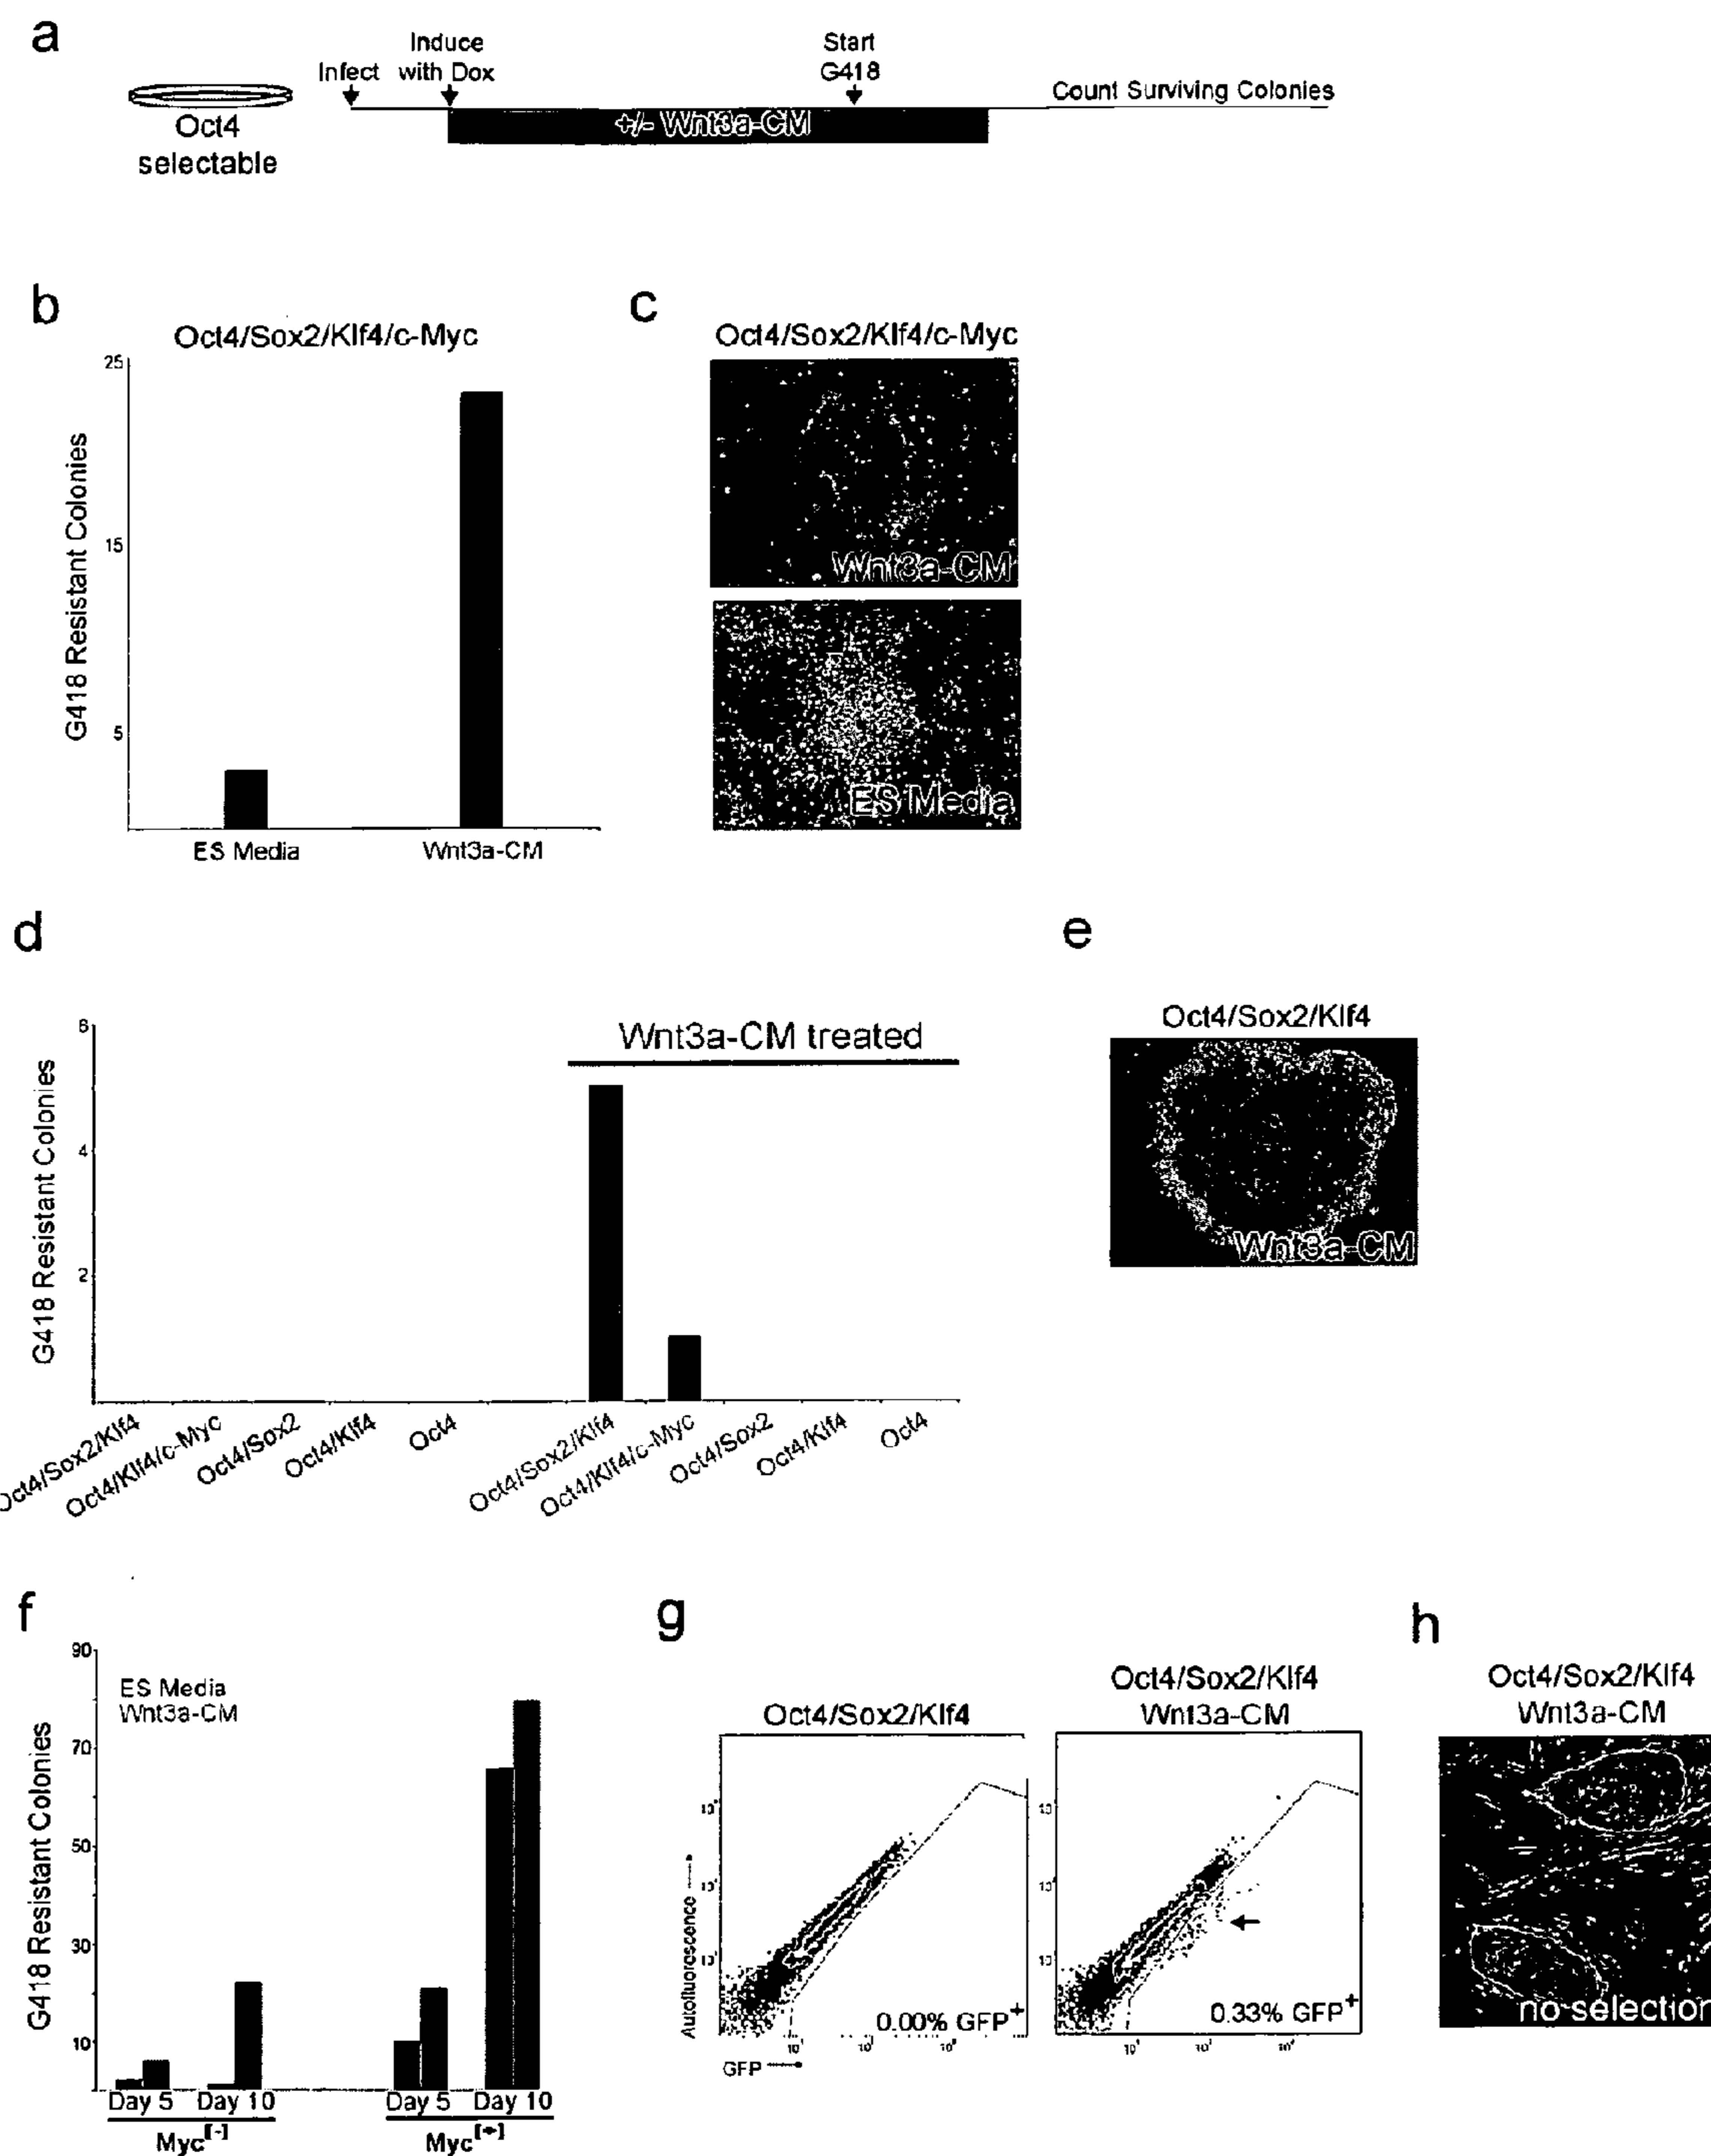 a
Infect
Induce
with Dox
Start
G418
Count Surviving Colonies
Oct4
selectable
+/- Wnt3a-CM
b
Oct4/Sox2/Klf4/c-Myc
G418 Resistant Colonies
25
15
5
ES Media
Wnt3a-CM
c
Oct4/Sox2/Klf4/c-Myc
Wnt3a-CM
ES Media
d
G418 Resistant Colonies
6
4
2
Wnt3a-CM treated
Oct4/Sox2/Klf4
Oct4/Klf4/c-Myc
Oct4/Sox2
Oct4/Klf4
Oct4
Oct4/Sox2/Klf4
Oct4/Klf4/c-Myc
Oct4/Sox2
Oct4/Klf4
Oct4
e
Oct4/Sox2/Klf4
Wnt3a-CM
f
G418 Resistant Colonies
90
70
50
30
10
ES Media
Wnt3a-CM
Day 5 Day 10
Myc[-]
Day 5 Day 10
Myc[+]
g
Oct4/Sox2/Klf4
Autofluorescence
GFP
0.00% GFP+
Oct4/Sox2/Klf4
Wnt3a-CM
0.33% GFP+
h
Oct4/Sox2/Klf4
Wnt3a-CM
no selection